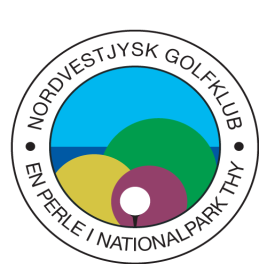 NORDVESTJYSK GOLFKLUB
EN PERLE I NATIONALPARK THY